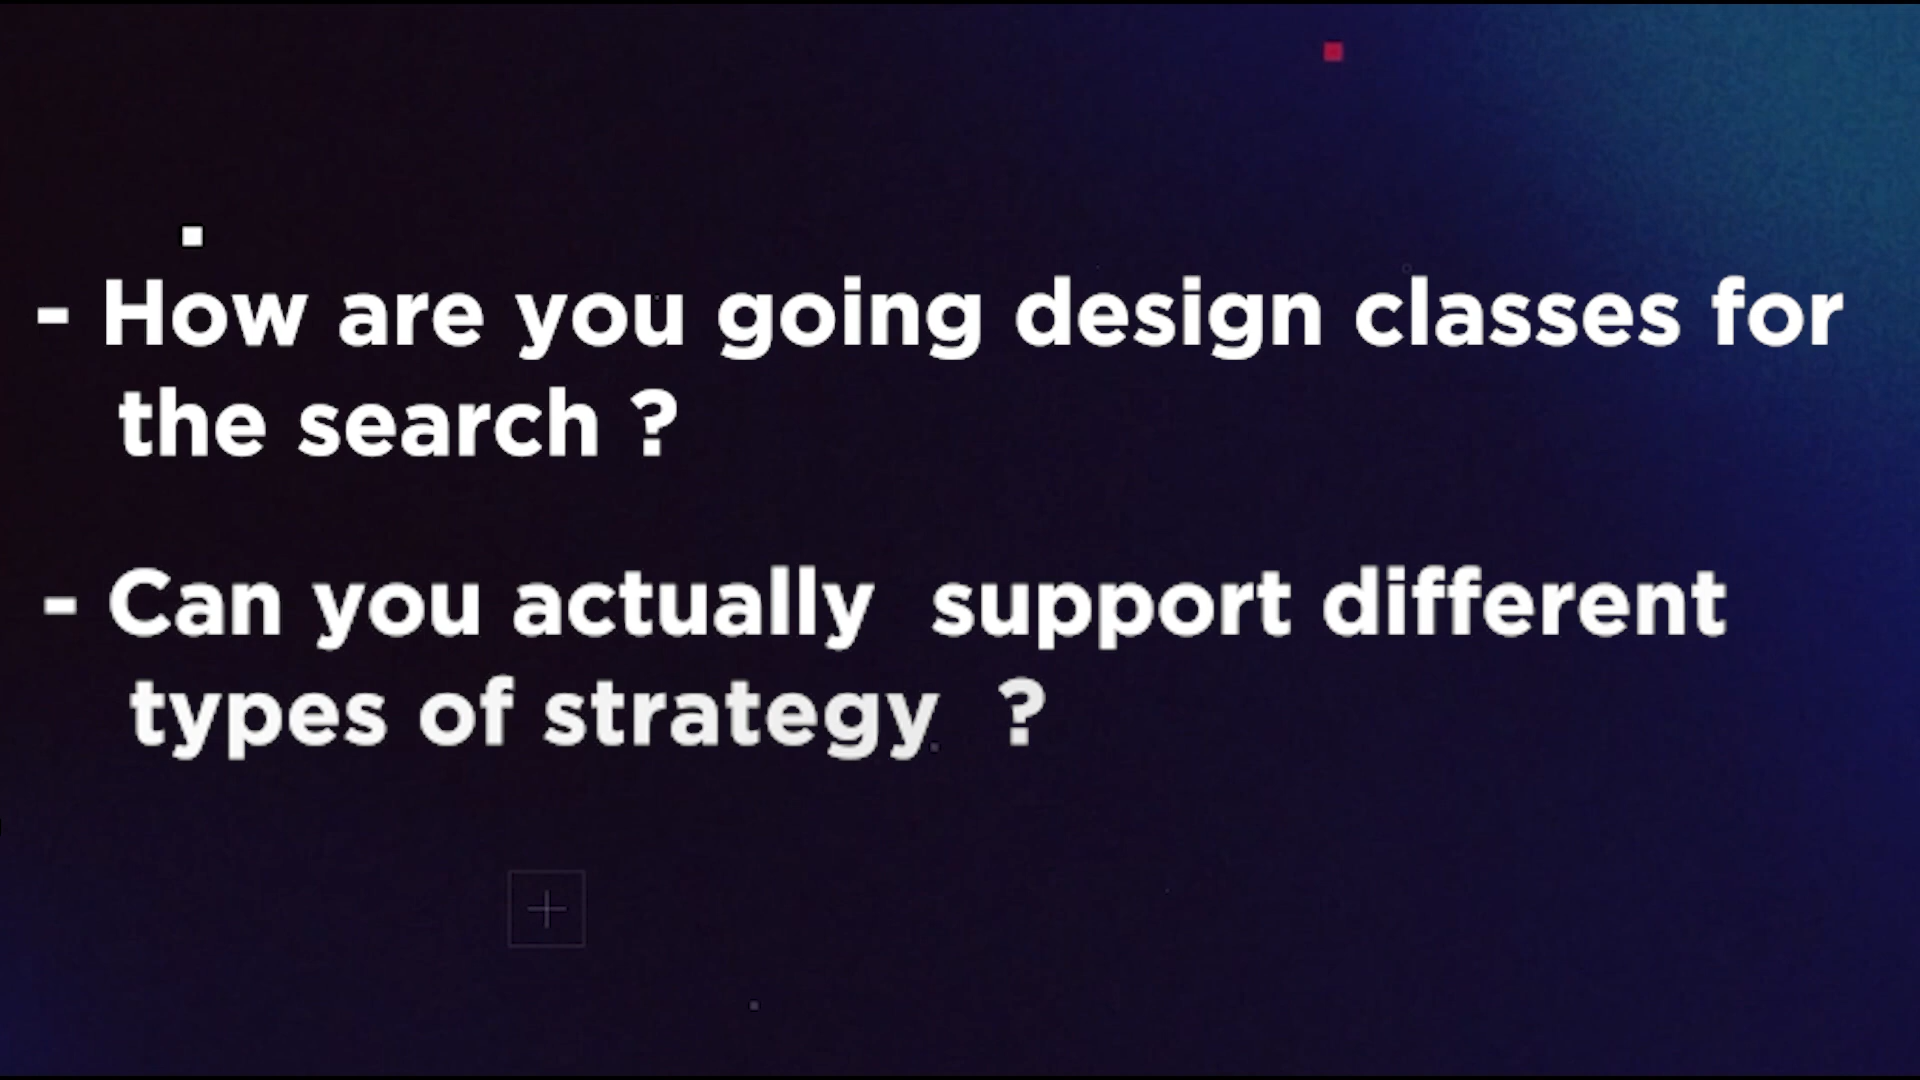 - How are you going design classes for
the search ?
- Can you actually  support different
types of strategy  ?